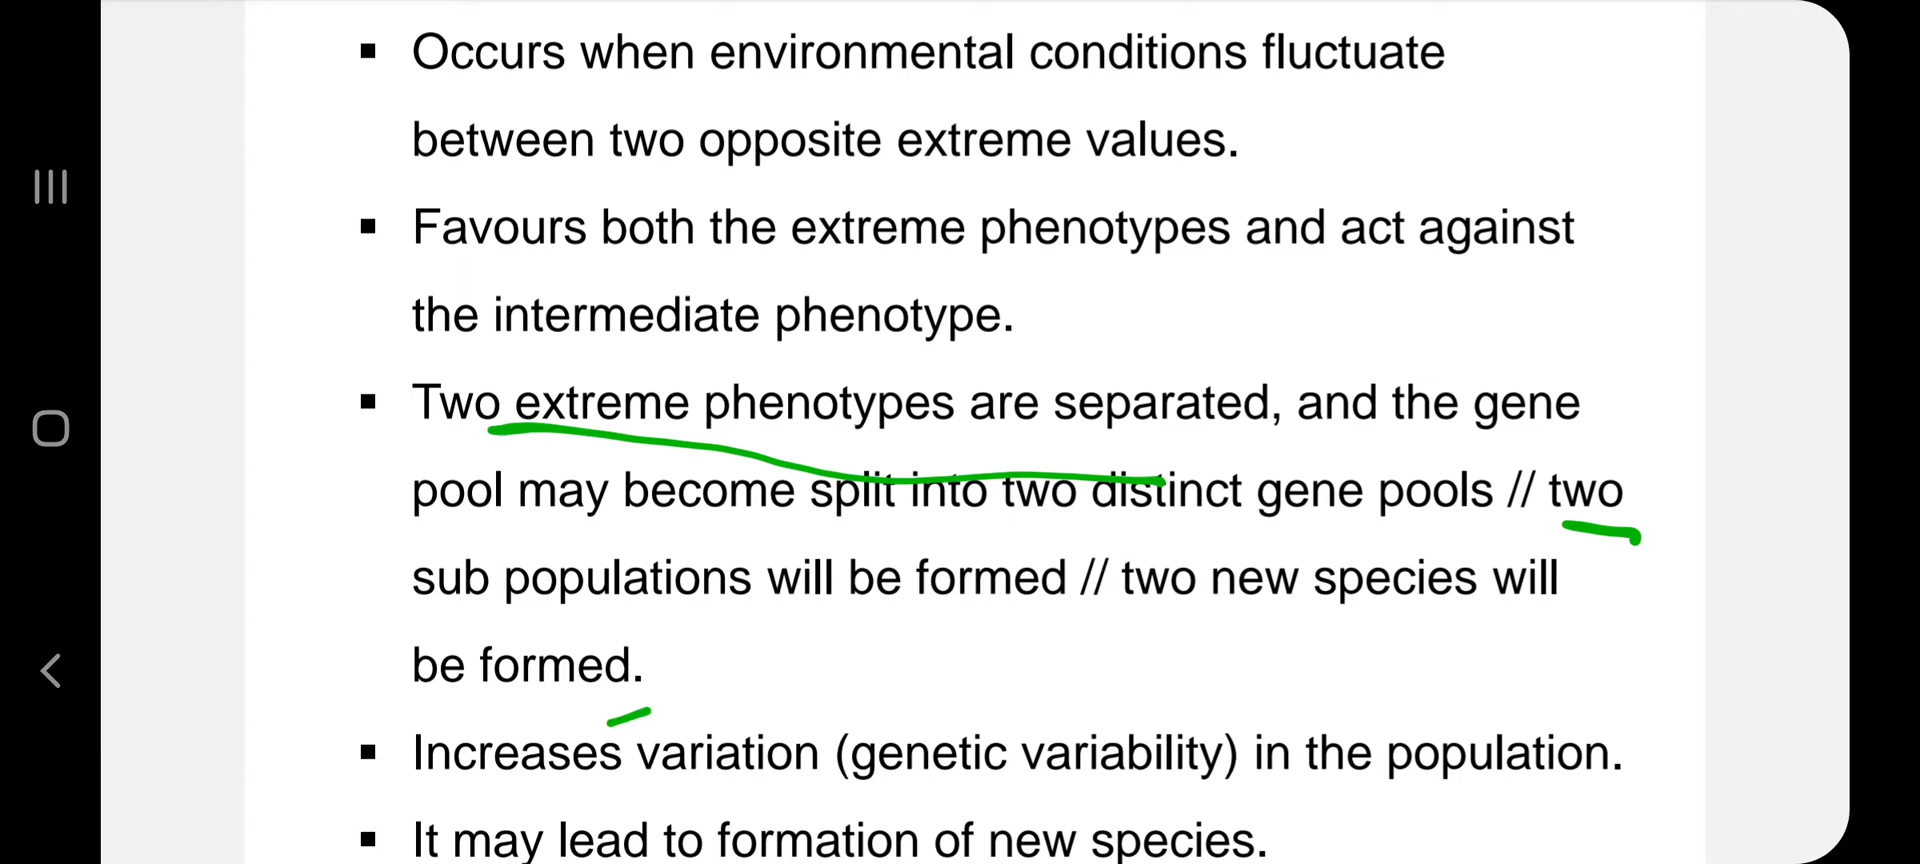 ▪ Occurs when environmental conditions fluctuate
between two opposite extreme values.
▪ Favours both the extreme phenotypes and act against
the intermediate phenotype.
▪ Two extreme phenotypes are separated, and the gene
pool may become split into two distinct gene pools // two
sub populations will be formed // two new species will
be formed.
▪ Increases variation (genetic variability) in the population.
▪ It may lead to formation of new species.